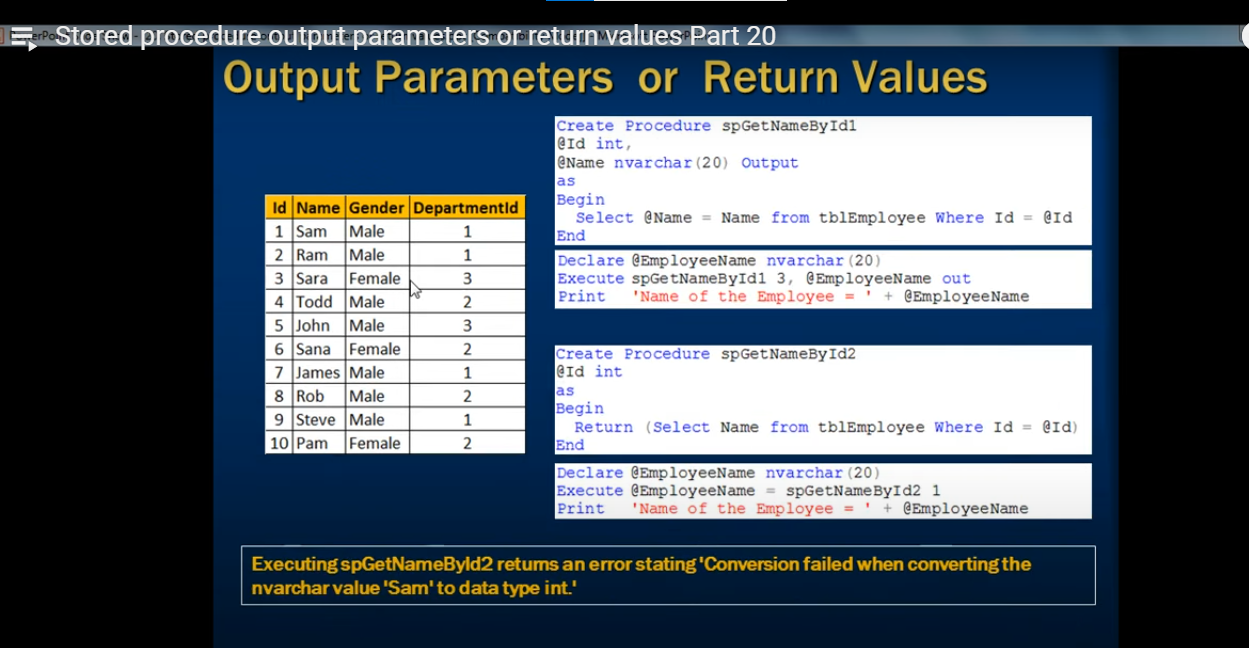 Stored procedure output parameters or return values Part 20
Output Parameters or Return Values
Id Name Gender DepartmentId
1 Sam Male 1
2 Ram Male 1
3 Sara Female 3
4 Todd Male 2
5 John Male 3
6 Sana Female 2
7 James Male 1
8 Rob Male 2
9 Steve Male 1
10 Pam Female 2
Create Procedure spGetNameById1
@Id int,
@Name nvarchar(20) Output
as
Begin
Select @Name = Name from tblEmployee Where Id = @Id
End
Declare @EmployeeName nvarchar(20)
Execute spGetNameById1 3, @EmployeeName out
Print 'Name of the Employee = ' + @EmployeeName
Create Procedure spGetNameById2
@Id int
as
Begin
Return (Select Name from tblEmployee Where Id = @Id)
End
Declare @EmployeeName nvarchar(20)
Execute @EmployeeName = spGetNameById2 1
Print 'Name of the Employee = ' + @EmployeeName
Executing spGetNameById2 returns an error stating 'Conversion failed when converting the
nvarchar value 'Sam' to data type int.'